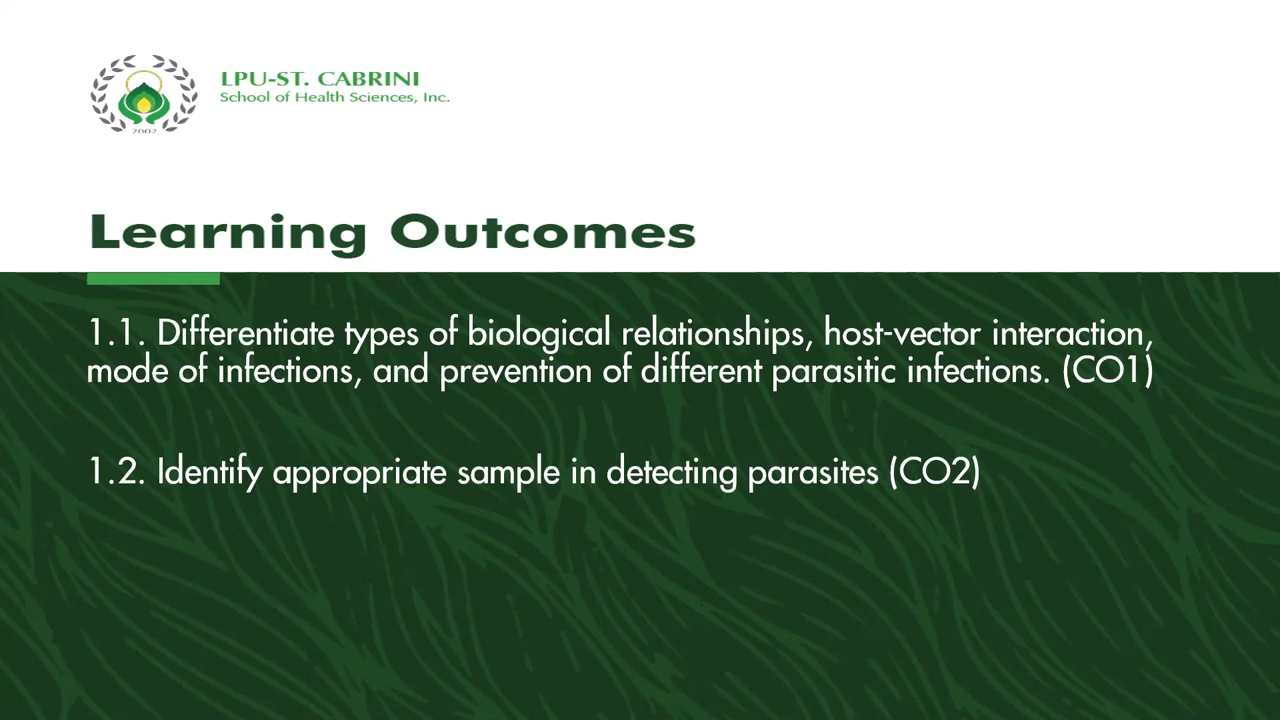 LPU-ST. CABRINI
School of Health Sciences, Inc.
2002
Learning Outcomes
1.1. Differentiate types of biological relationships, host-vector interaction,
mode of infections, and prevention of different parasitic infections. (CO1)
1.2. Identify appropriate sample in detecting parasites (CO2)